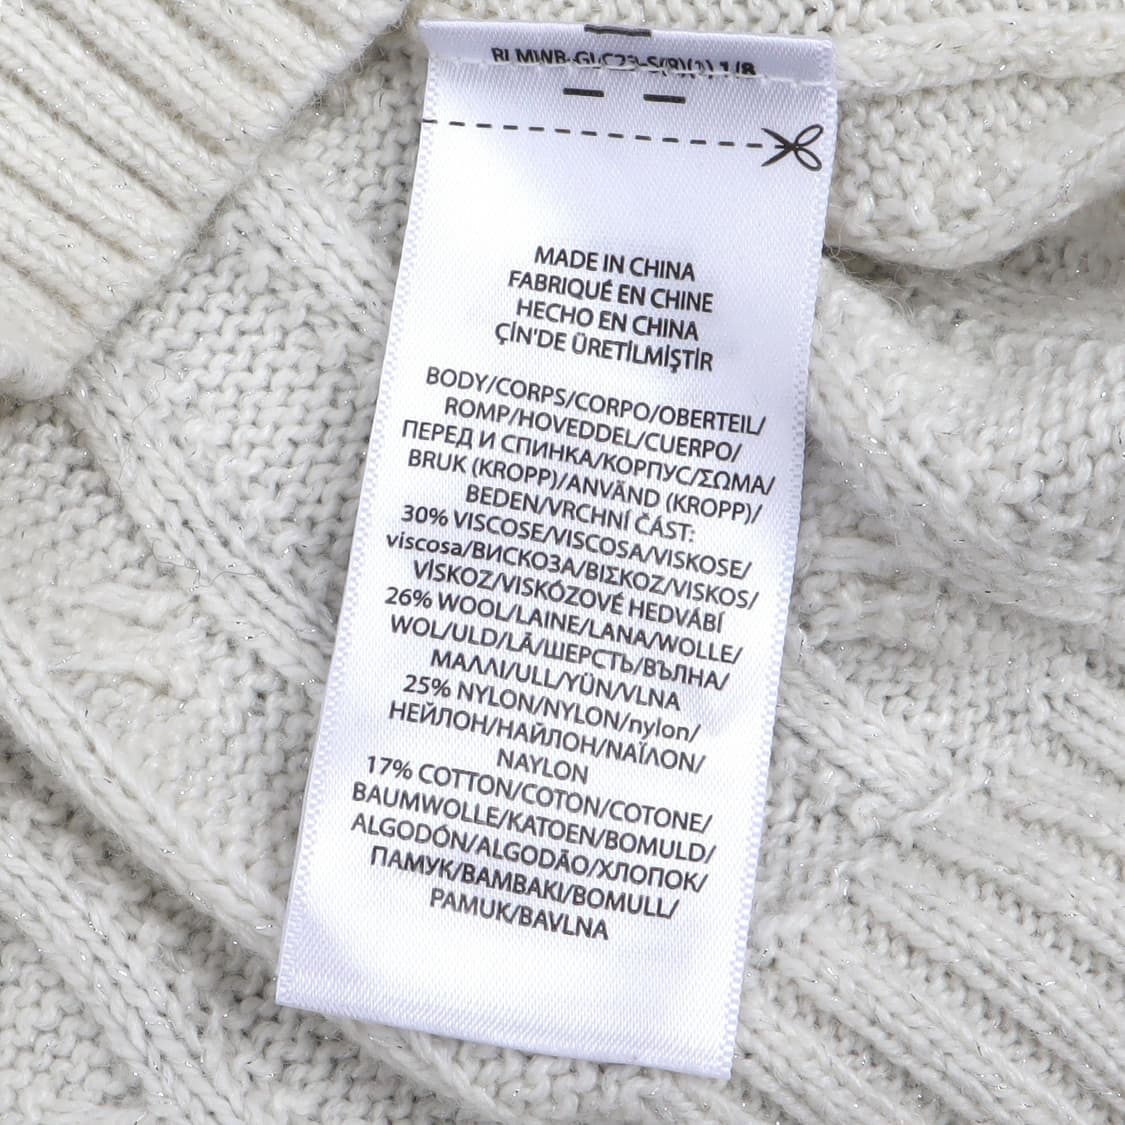 MADE IN CHINA
FABRIQUÉ EN CHINE
HECHO EN CHINA
ÇİN'DE ÜRETİLMİŞTİR
BODY/CORPS/CORPO/OBERTEIL/
ROMP/HOVEDDEL/CUERPO/
ПЕРЕД И СПИНКА/КОРПУС/ΣΩΜΑ/
BRUK (KROPP)/ANVÄND (KROPP)/
BEDEN/VRCHNÍ ČÁST:
30% VISCOSE/VISCOSA/VISKOSE/
viscosa/ВИСКОЗА/ΒΙΣΚΟΖ/VISKOS/
VİSKOZ/VISKÓZOVÉ HEDVÁBÍ
26% WOOL/LAINE/LANA/WOLLE/
WOL/ULD/LÃ/ШЕРСТЬ/ВЪЛНА/
ΜΑΛΛΙ/ULL/YÜN/VLNA
25% NYLON/NYLON/nylon/
НЕЙЛОН/НАЙЛОН/ΝΑΪΛΟΝ/
NAYLON
17% COTTON/COTON/COTONE/
BAUMWOLLE/KATOEN/BOMULD/
ALGODÓN/ALGODÃO/ХЛОПОК/
ПАМУК/ΒΑΜΒΑΚΙ/BOMULL/
PAMUK/BAVLNA